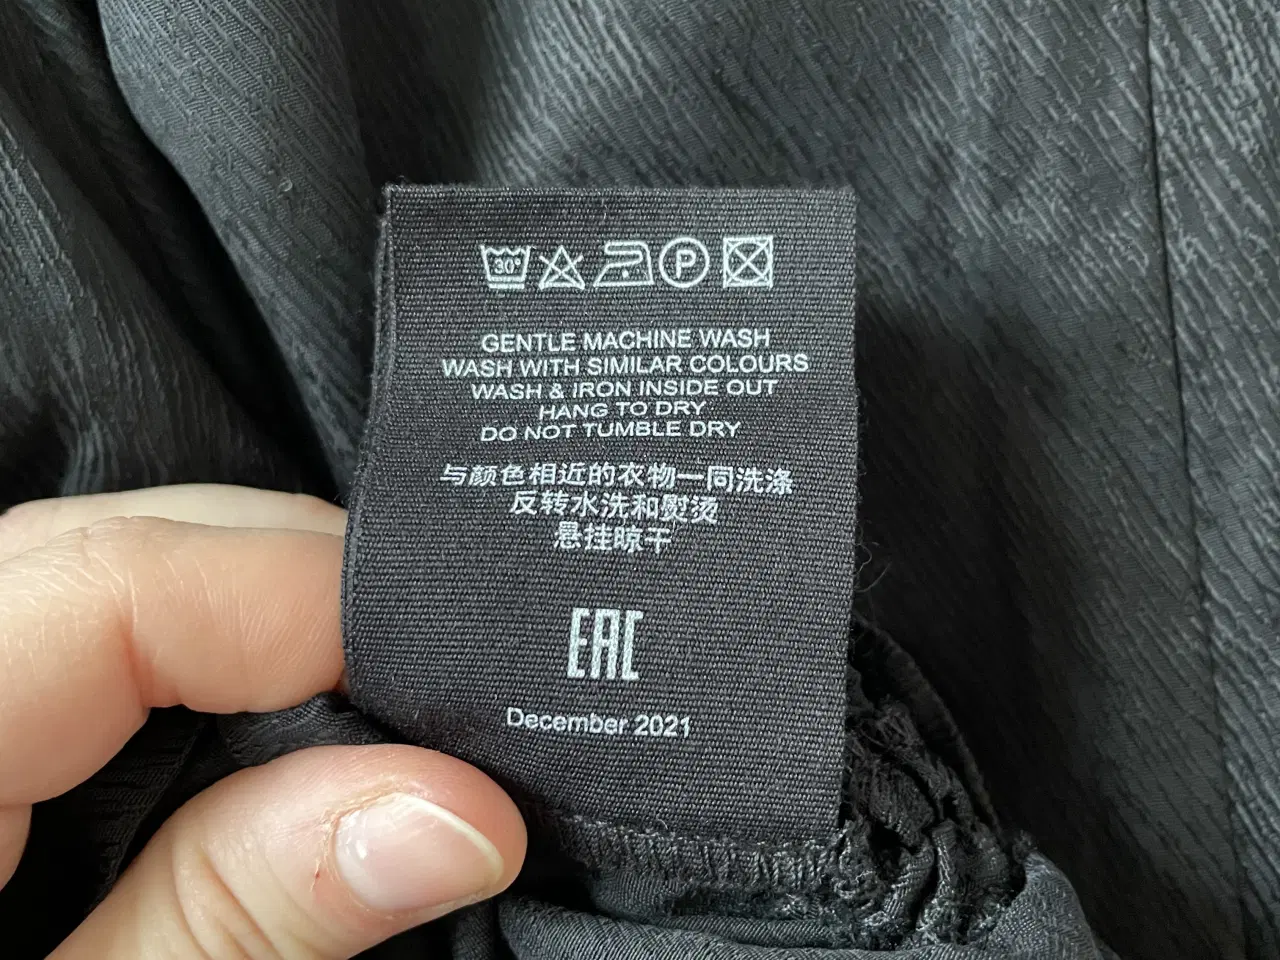 30°
P
GENTLE MACHINE WASH
WASH WITH SIMILAR COLOURS
WASH & IRON INSIDE OUT
HANG TO DRY
DO NOT TUMBLE DRY
与颜色相近的衣物一同洗涤
反转水洗和熨烫
悬挂晾干
EAC
December 2021